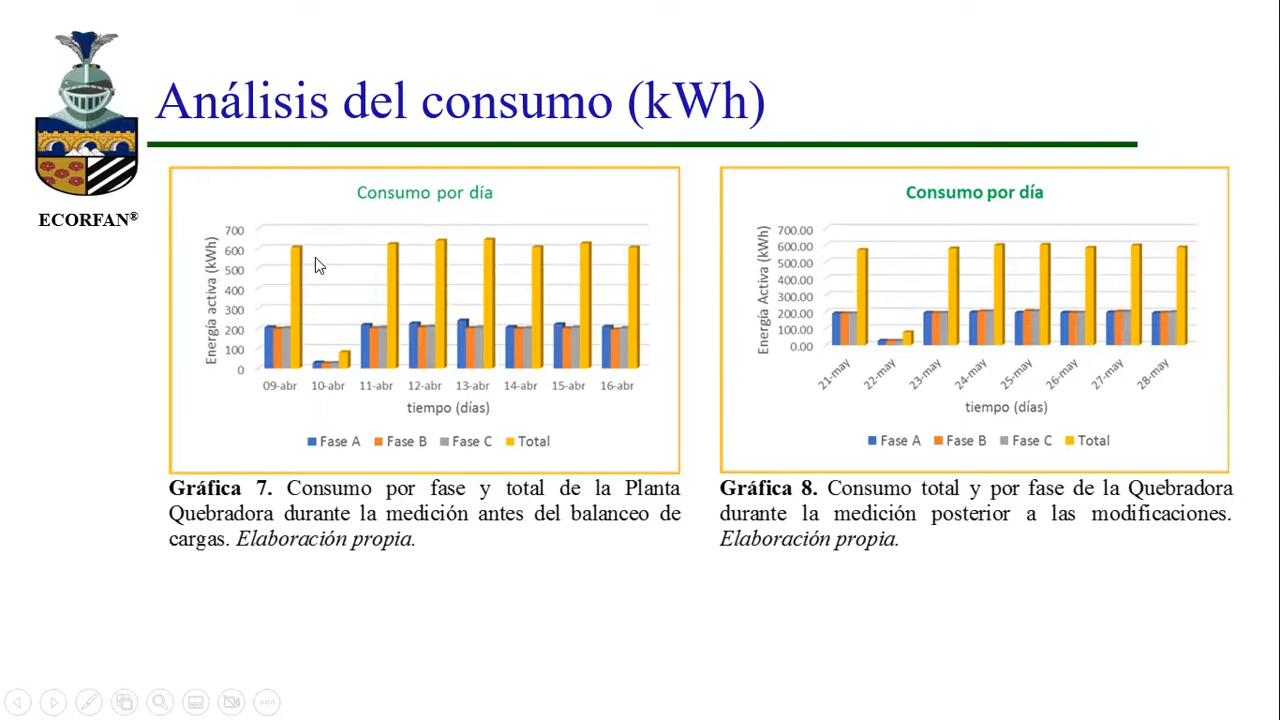 Análisis del consumo (kWh)
ECORFAN®
Consumo por día
700
600
500
400
300
200
100
0
Energía activa (kWh)
09-abr 10-abr 11-abr 12-abr 13-abr 14-abr 15-abr 16-abr
tiempo (días)
Fase A Fase B Fase C Total
Gráfica 7. Consumo por fase y total de la Planta
Quebradora durante la medición antes del balanceo de
cargas. Elaboración propia.
Consumo por día
700.00
600.00
500.00
400.00
300.00
200.00
100.00
0.00
Energía Activa (kWh)
21-may 22-may 23-may 24-may 25-may 26-may 27-may 28-may
tiempo (días)
Fase A Fase B Fase C Total
Gráfica 8. Consumo total y por fase de la Quebradora
durante la medición posterior a las modificaciones.
Elaboración propia.